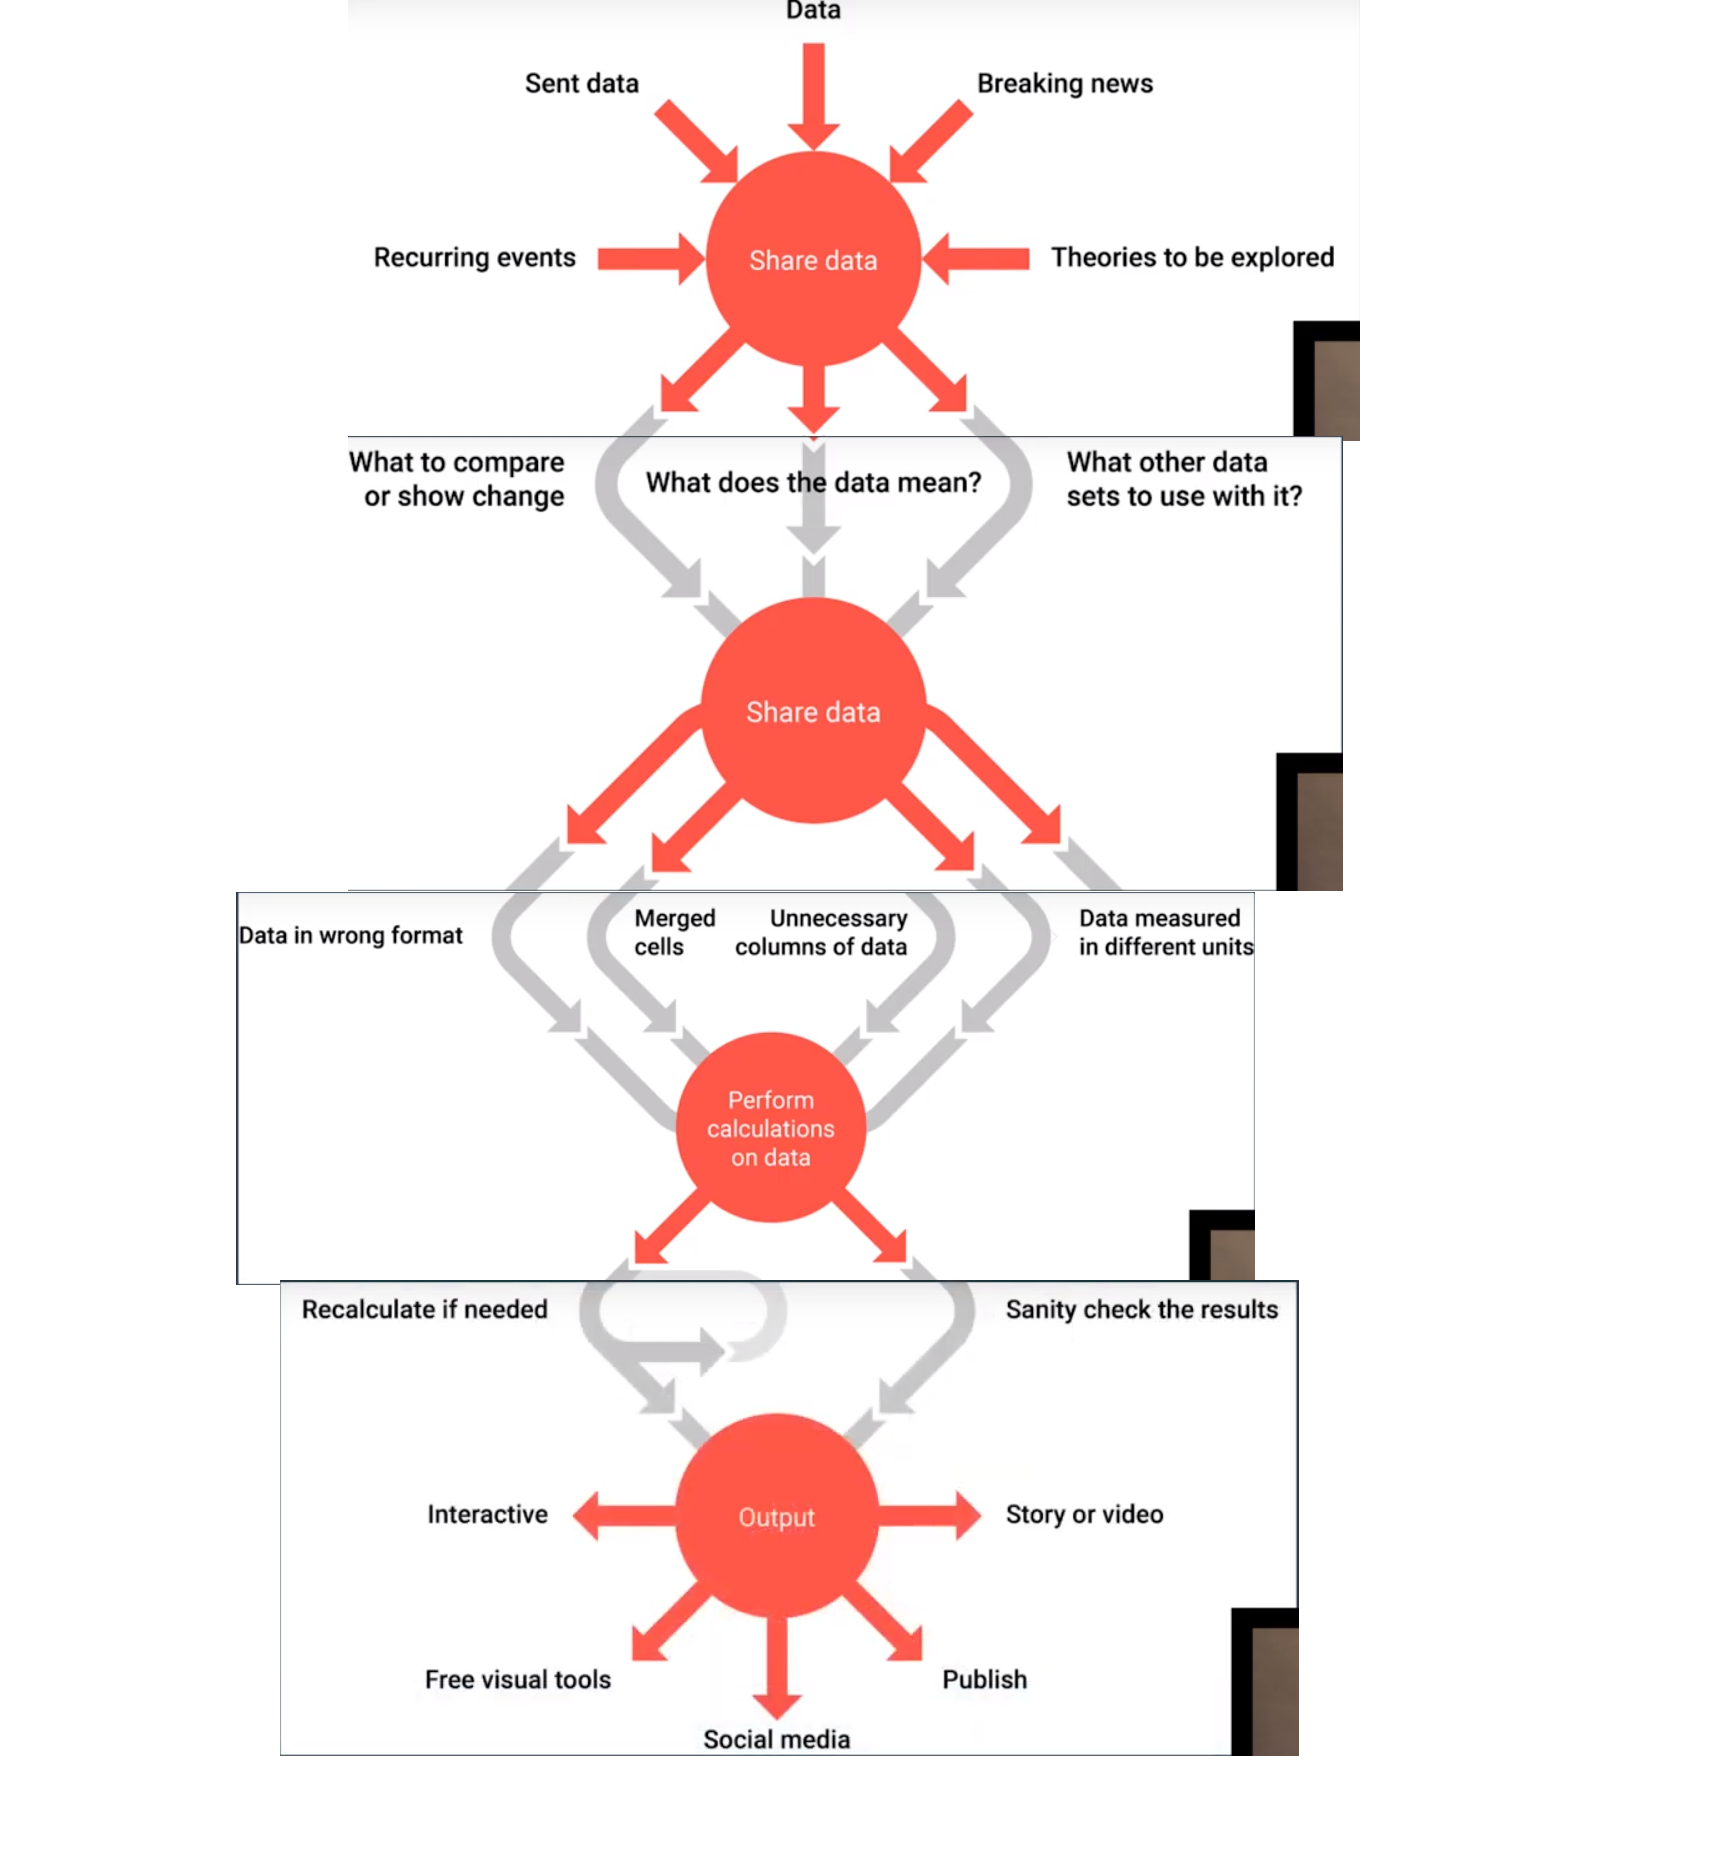 Data
Sent data
Breaking news
Recurring events
Share data
Theories to be explored
What to compare
or show change
What does the data mean?
What other data
sets to use with it?
Share data
Data in wrong format
Merged
cells
Unnecessary
columns of data
Data measured
in different units
Perform
calculations
on data
Recalculate if needed
Sanity check the results
Interactive
Output
Story or video
Free visual tools
Publish
Social media